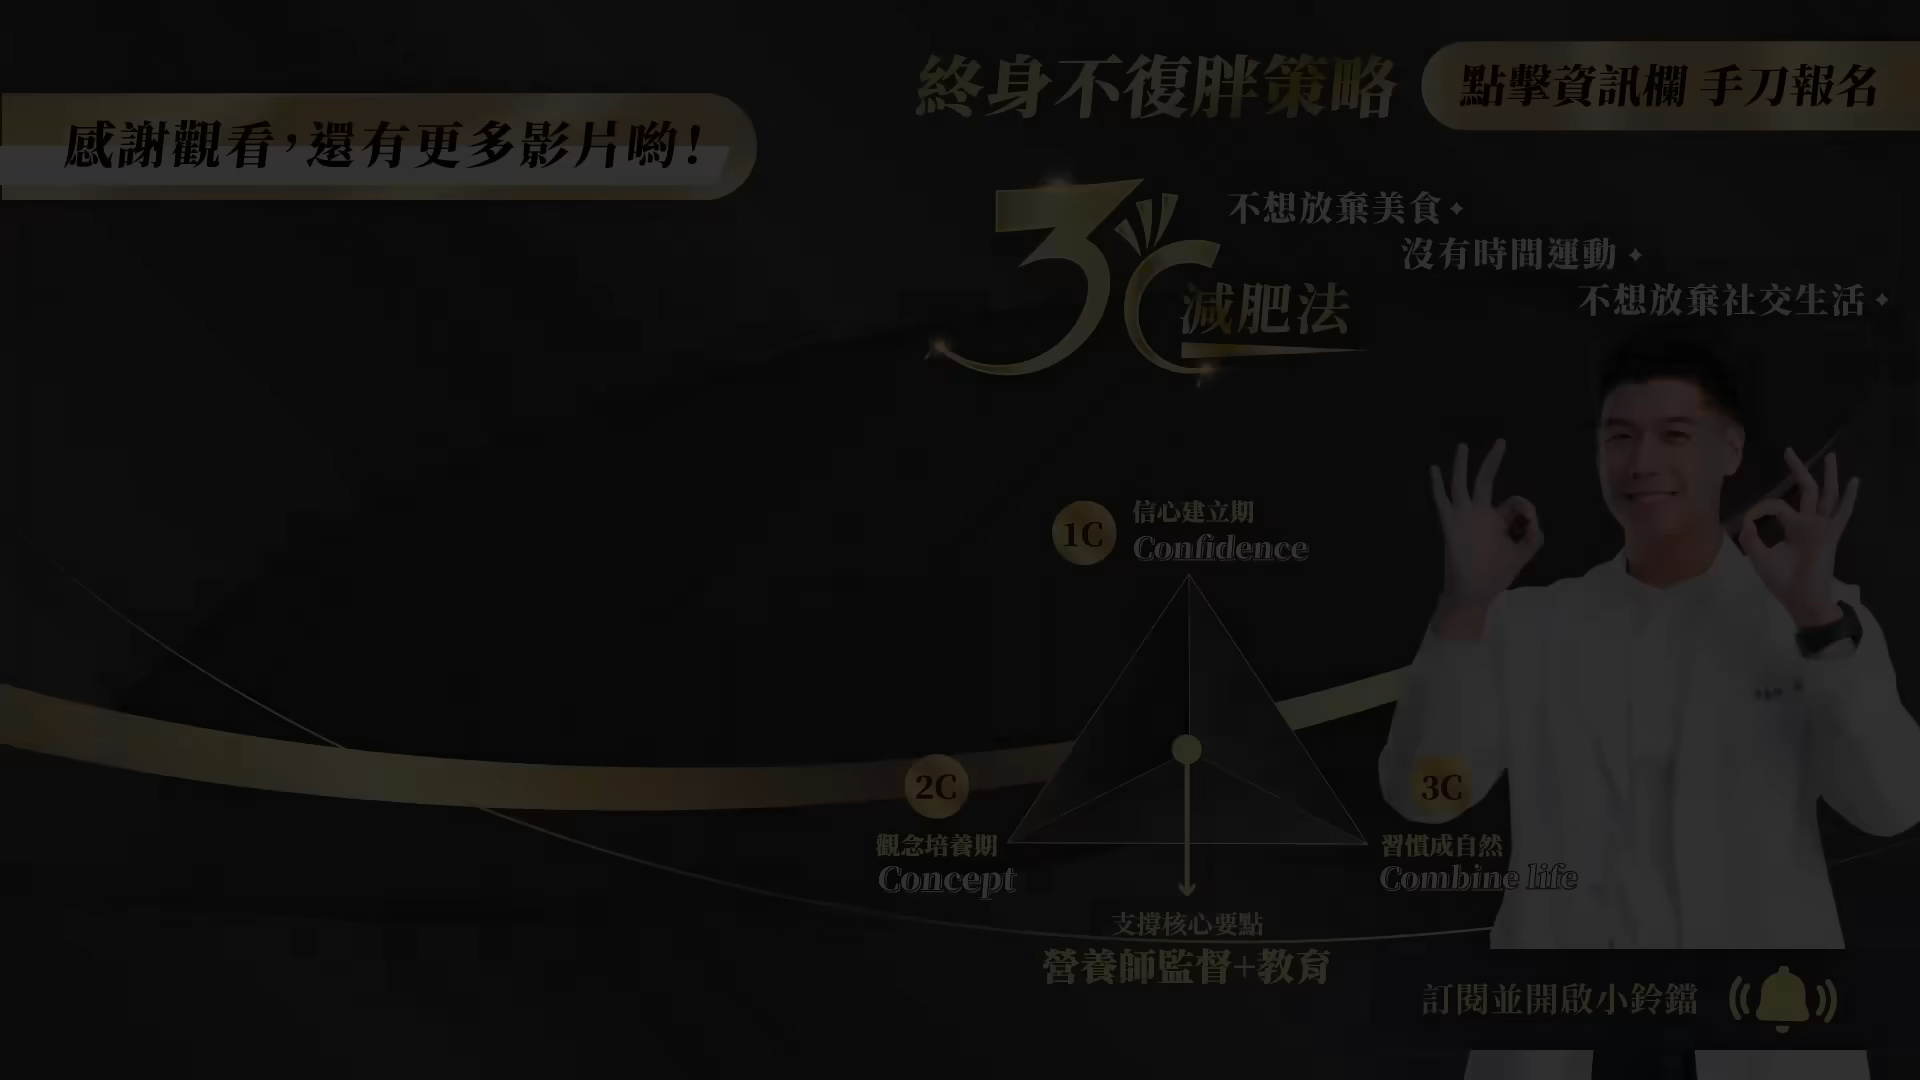 感謝觀看，還有更多影片喲！
終身不復胖策略
點擊資訊欄 手刀報名
3C減肥法
不想放棄美食
沒有時間運動
不想放棄社交生活
1C
信心建立期
Confidence
2C
觀念培養期
Concept
3C
習慣成自然
Combine life
支撐核心要點
營養師監督+教育
訂閱並開啟小鈴鐺